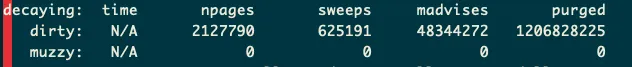 decaying: time npages sweeps madvises purged
dirty: N/A 2127790 625191 48344272 1206828225
muzzy: N/A 0 0 0 0